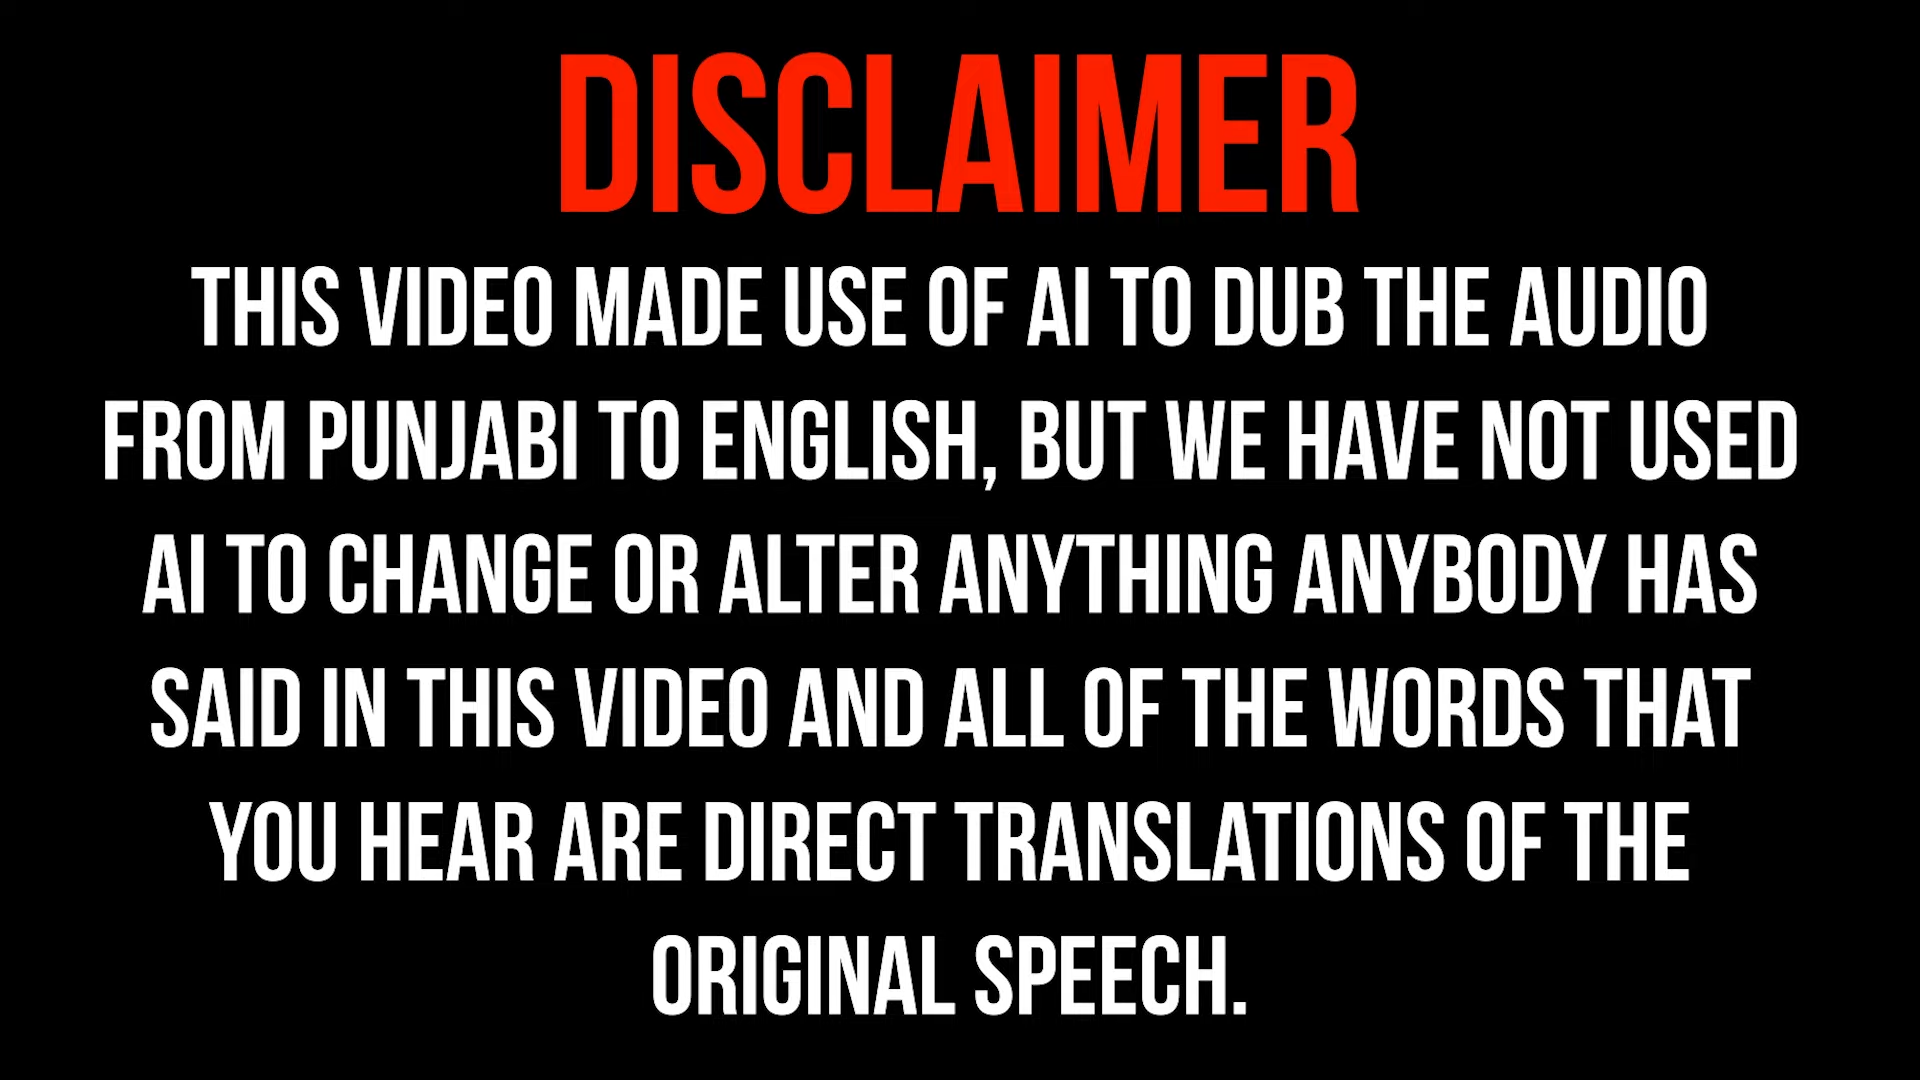 DISCLAIMER
THIS VIDEO MADE USE OF AI TO DUB THE AUDIO
FROM PUNJABI TO ENGLISH, BUT WE HAVE NOT USED
AI TO CHANGE OR ALTER ANYTHING ANYBODY HAS
SAID IN THIS VIDEO AND ALL OF THE WORDS THAT
YOU HEAR ARE DIRECT TRANSLATIONS OF THE
ORIGINAL SPEECH.